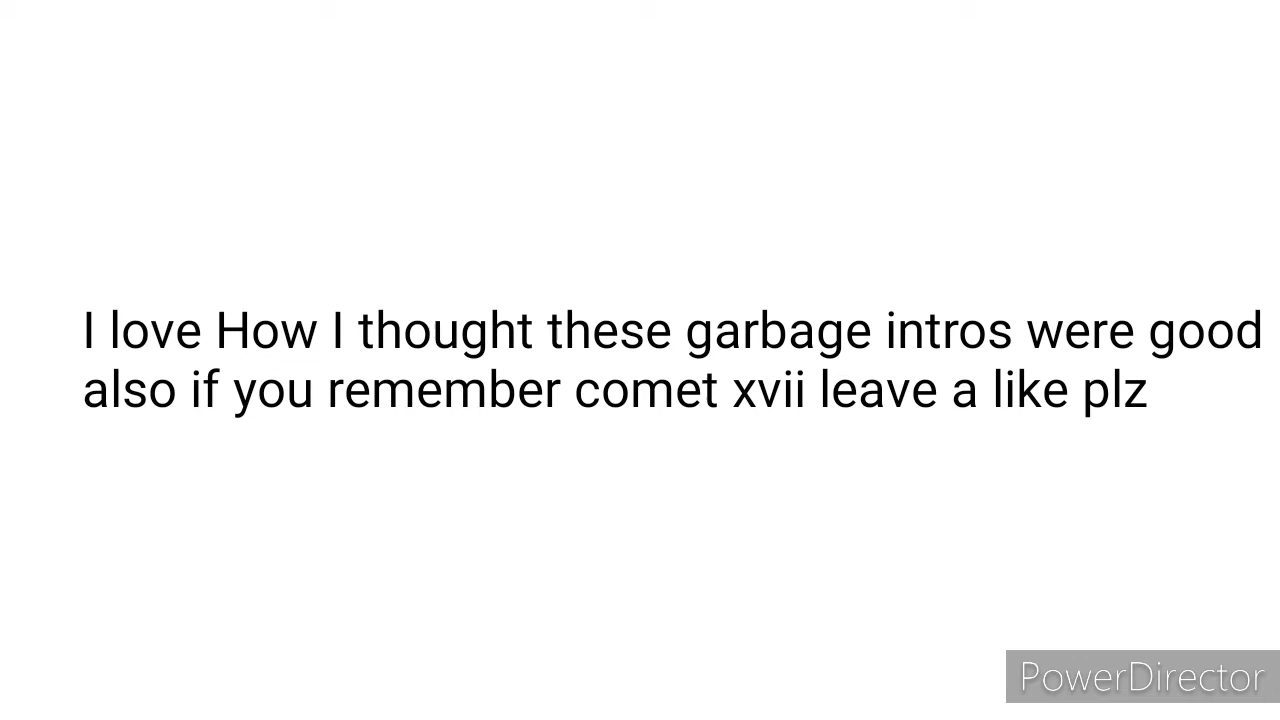 I love How I thought these garbage intros were good
also if you remember comet xvii leave a like plz
PowerDirector